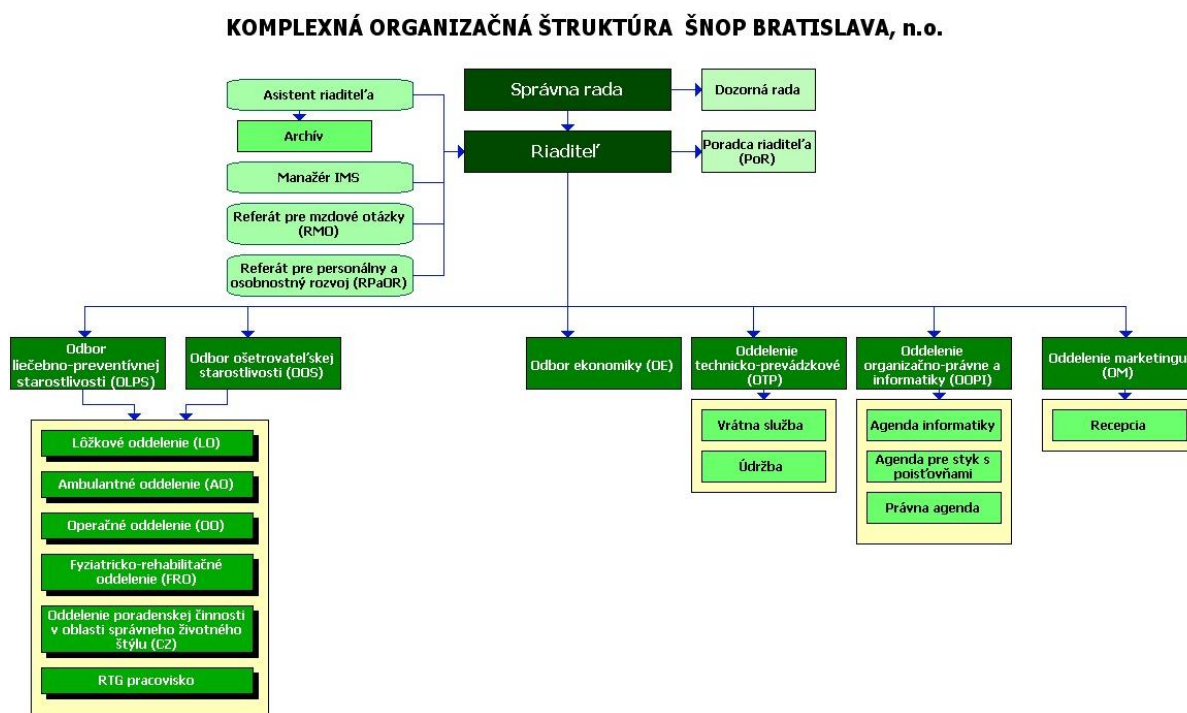 KOMPLEXNÁ ORGANIZAČNÁ ŠTRUKTÚRA ŠNOP BRATISLAVA, n.o.
Asistent riaditeľa
Archív
Manažér IMS
Referát pre mzdové otázky
(RMO)
Referát pre personálny a
osobnostný rozvoj (RPaOR)
Správna rada
Dozorná rada
Riaditeľ
Poradca riaditeľa
(PoR)
Odbor
liečebno-preventívnej
starostlivosti (OLPS)
Odbor ošetrovateľskej
starostlivosti (OOS)
Odbor ekonomiky (OE)
Oddelenie
technicko-prevádzkové
(OTP)
Oddelenie
organizačno-právne a
informatiky (OOPI)
Oddelenie marketingu
(OM)
Lôžkové oddelenie (LO)
Ambulantné oddelenie (AO)
Operačné oddelenie (OO)
Fyziatricko-rehabilitačné
oddelenie (FRO)
Oddelenie poradenskej činnosti
v oblasti správneho životného
štýlu (CZ)
RTG pracovisko
Vrátna služba
Údržba
Agenda informatiky
Agenda pre styk s
poisťovňami
Právna agenda
Recepcia